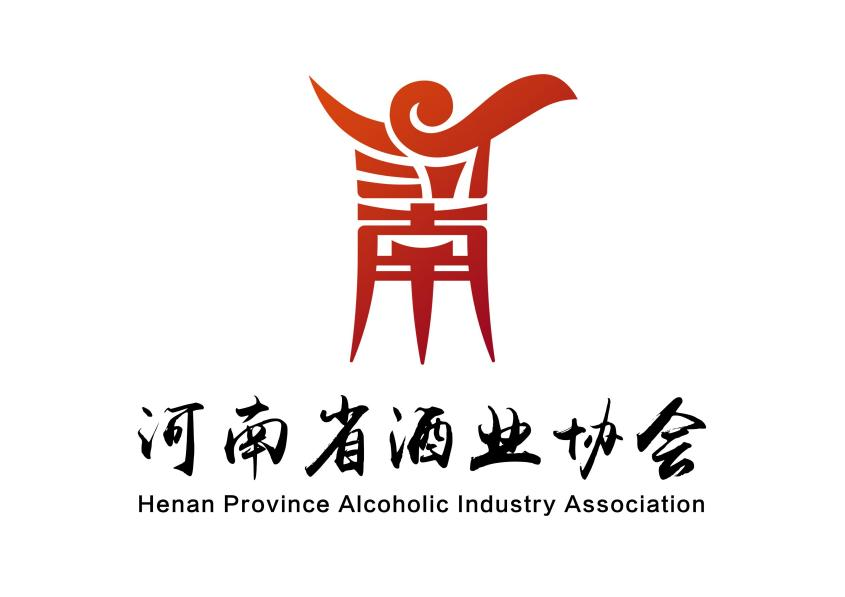 河南省酒业协会
Henan Province Alcoholic Industry Association